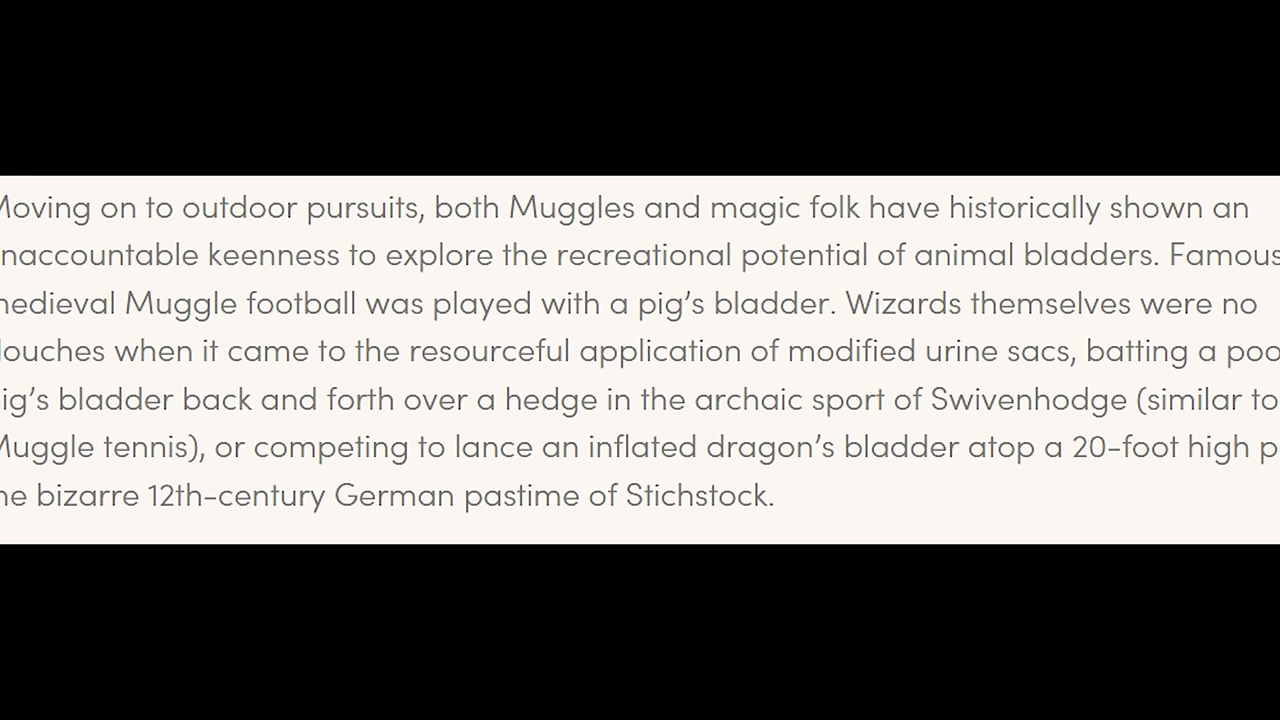 Moving on to outdoor pursuits, both Muggles and magic folk have historically shown an
naccountable keenness to explore the recreational potential of animal bladders. Famous
medieval Muggle football was played with a pig’s bladder. Wizards themselves were no
louches when it came to the resourceful application of modified urine sacs, batting a poo
ig’s bladder back and forth over a hedge in the archaic sport of Swivenhodge (similar to
Muggle tennis), or competing to lance an inflated dragon’s bladder atop a 20-foot high p
he bizarre 12th-century German pastime of Stichstock.